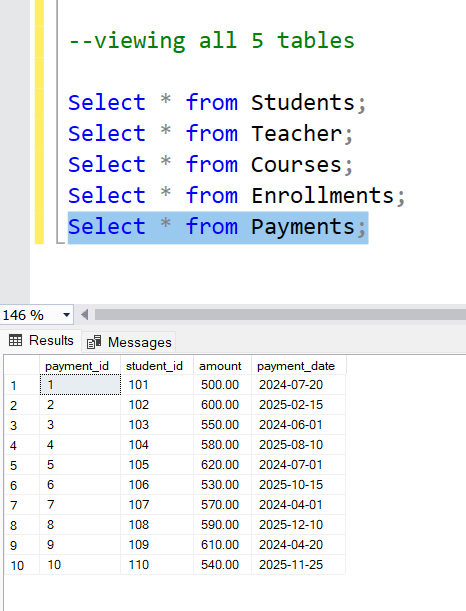 --viewing all 5 tables
Select * from Students;
Select * from Teacher;
Select * from Courses;
Select * from Enrollments;
Select * from Payments;
146 %
Results Messages
payment_id student_id amount payment_date
1 1 101 500.00 2024-07-20
2 2 102 600.00 2025-02-15
3 3 103 550.00 2024-06-01
4 4 104 580.00 2025-08-10
5 5 105 620.00 2024-07-01
6 6 106 530.00 2025-10-15
7 7 107 570.00 2024-04-01
8 8 108 590.00 2025-12-10
9 9 109 610.00 2024-04-20
10 10 110 540.00 2025-11-25